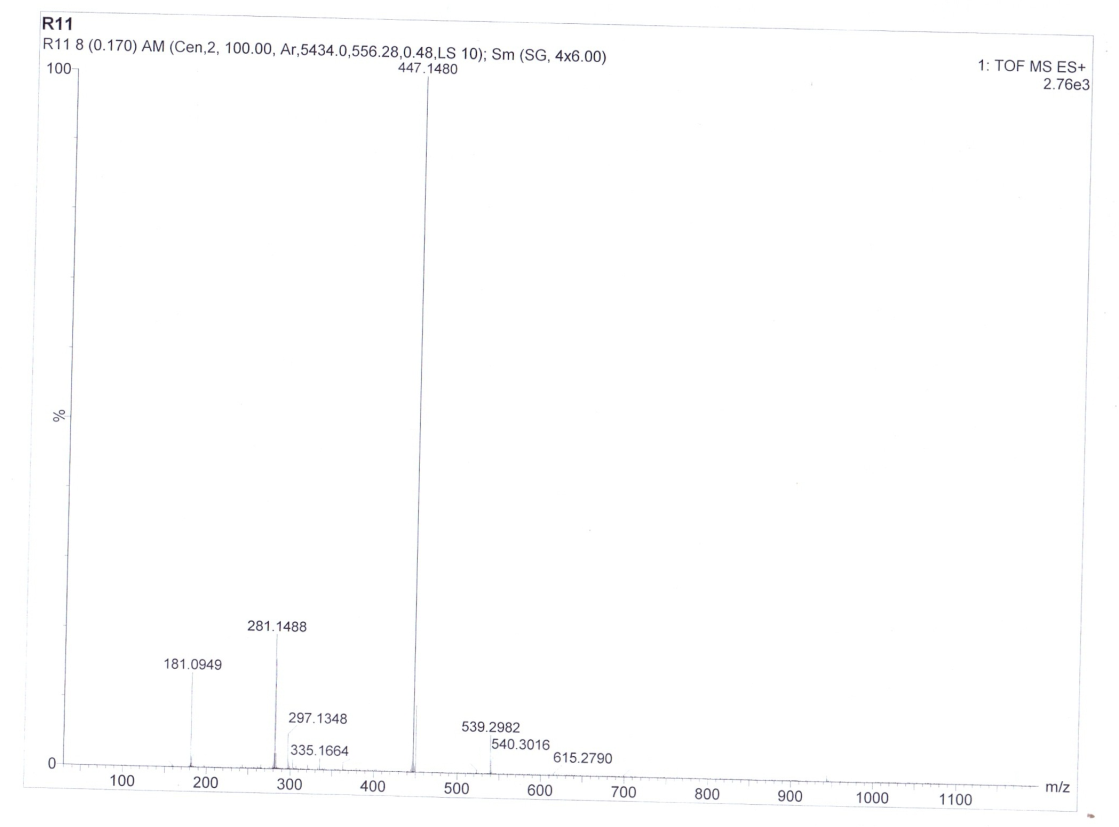 R11
R11 8 (0.170) AM (Cen,2, 100.00, Ar,5434.0,556.28,0.48,LS 10); Sm (SG, 4x6.00)
1: TOF MS ES+
2.76e3
100
447.1480
%
281.1488
181.0949
297.1348
335.1664
539.2982
540.3016
615.2790
0
100 200 300 400 500 600 700 800 900 1000 1100 m/z